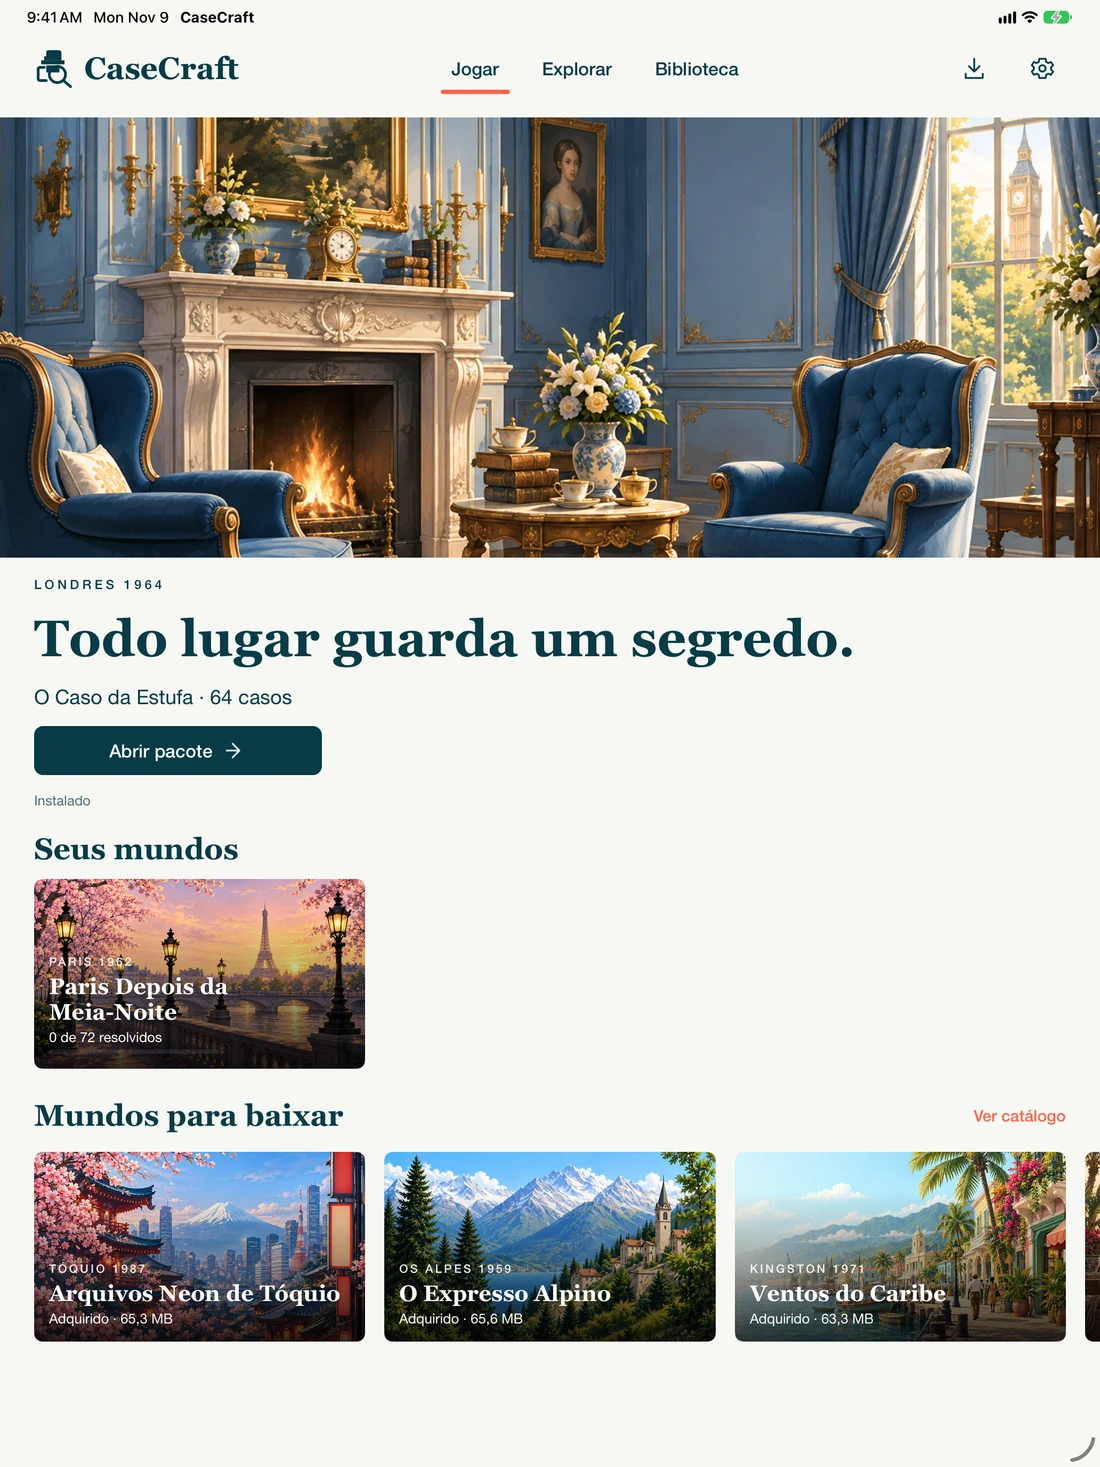 9:41 AM Mon Nov 9 CaseCraft
CaseCraft
Jogar Explorar Biblioteca
LONDRES 1964
Todo lugar guarda um segredo.
O Caso da Estufa · 64 casos
Abrir pacote →
Instalado
Seus mundos
PARIS 1962
Paris Depois da
Meia-Noite
0 de 72 resolvidos
Mundos para baixar
Ver catálogo
TÓQUIO 1987
Arquivos Neon de Tóquio
Adquirido · 65,3 MB
OS ALPES 1959
O Expresso Alpino
Adquirido · 65,6 MB
KINGSTON 1971
Ventos do Caribe
Adquirido · 63,3 MB